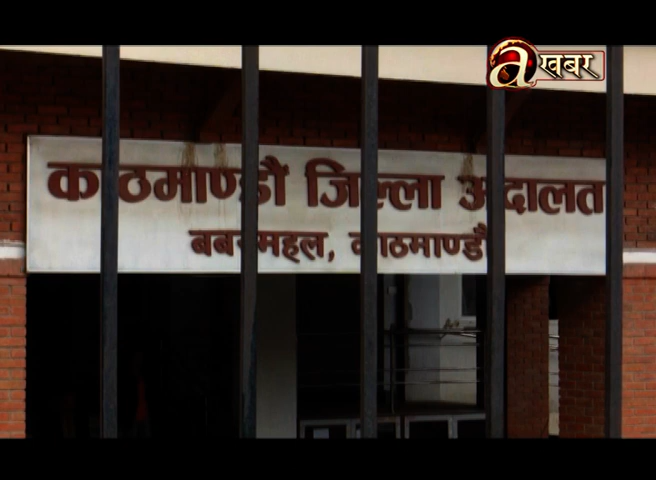 a खबर
काठमाण्डौं जिल्ला अदालत
बबरमहल, काठमाण्डौं